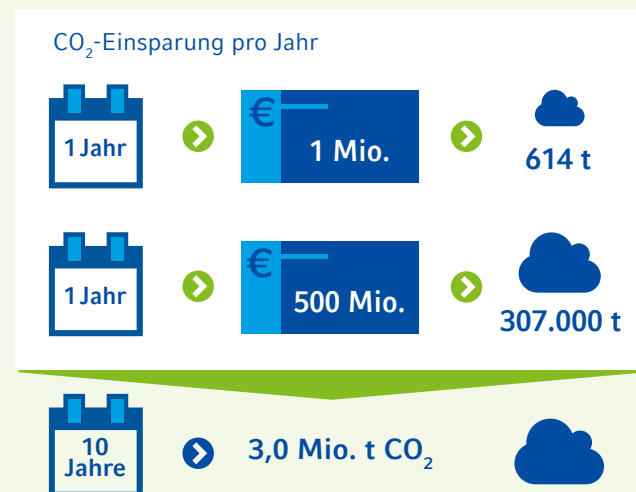 CO₂-Einsparung pro Jahr
1 Jahr
€
1 Mio.
614 t
1 Jahr
€
500 Mio.
307.000 t
10
Jahre
3,0 Mio. t CO₂